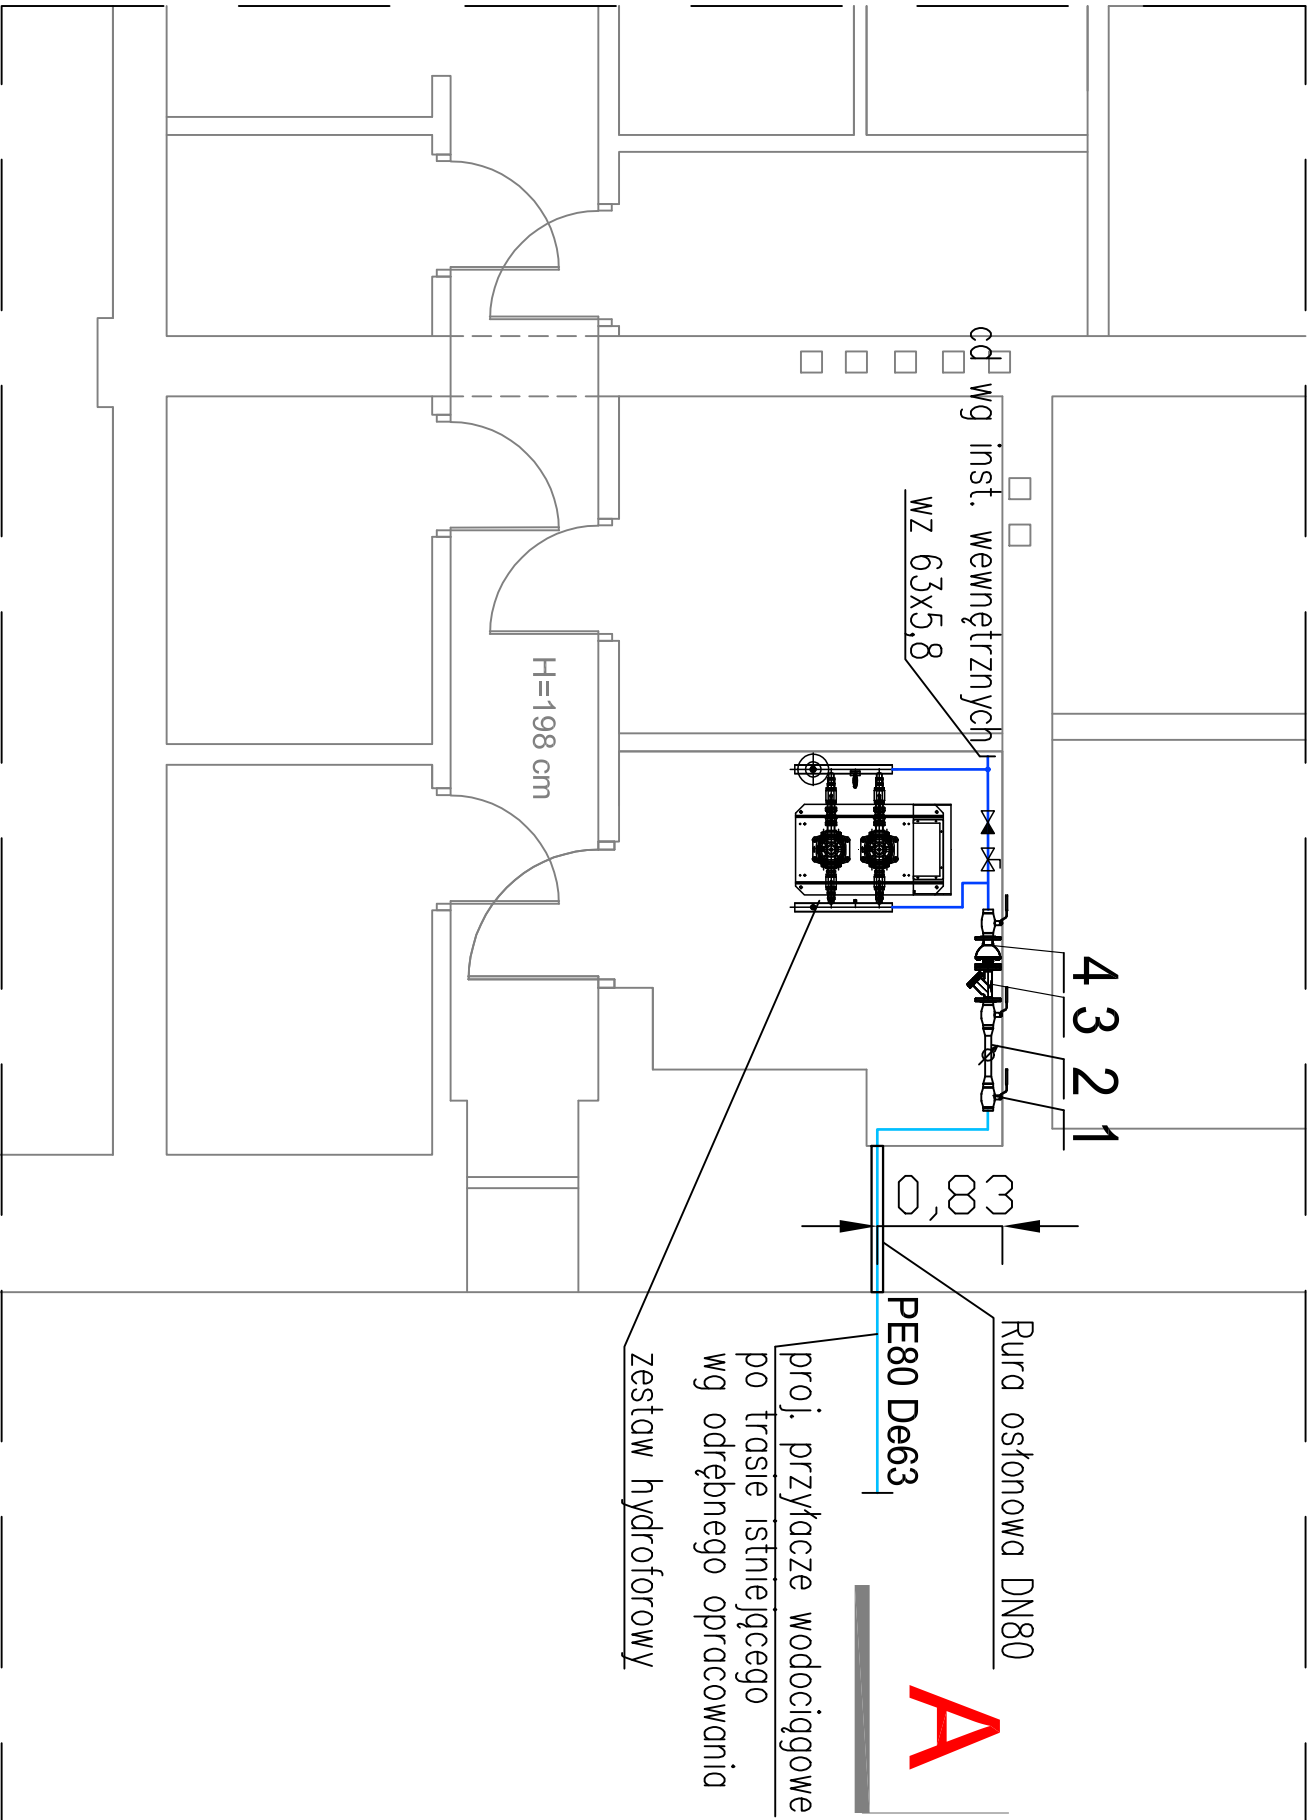 cd wg inst. wewnętrznych
wz 63x5,8
H=198 cm
4 3 2 1
0,83
Rura osłonowa DN80
PE80 De63
proj. przyłącze wodociągowe
po trasie istniejącego
wg odrębnego opracowania
zestaw hydroforowy
A